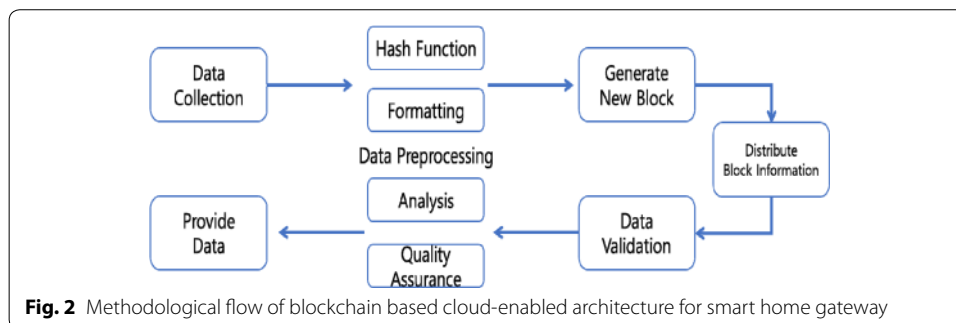 Data
Collection
Hash Function
Formatting
Data Preprocessing
Generate
New Block
Distribute
Block Information
Data
Validation
Analysis
Quality
Assurance
Provide
Data
Fig. 2 Methodological flow of blockchain based cloud-enabled architecture for smart home gateway